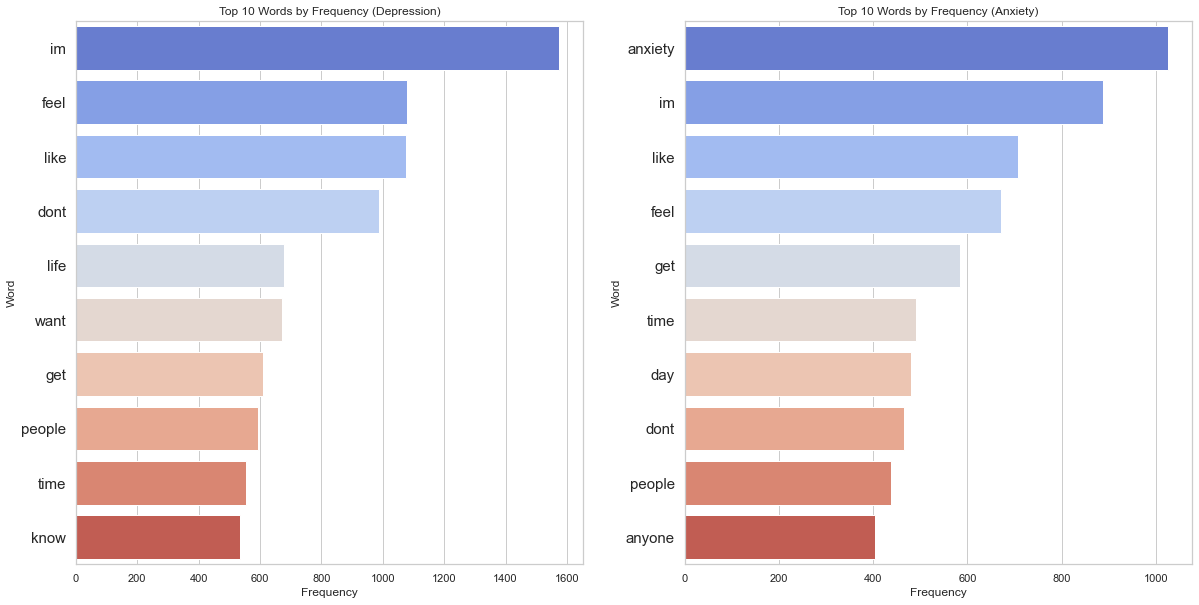 Top 10 Words by Frequency (Depression)
im
feel
like
dont
life
want
get
people
time
know
Word
0 200 400 600 800 1000 1200 1400 1600
Frequency
Top 10 Words by Frequency (Anxiety)
anxiety
im
like
feel
get
time
day
dont
people
anyone
Word
0 200 400 600 800 1000
Frequency